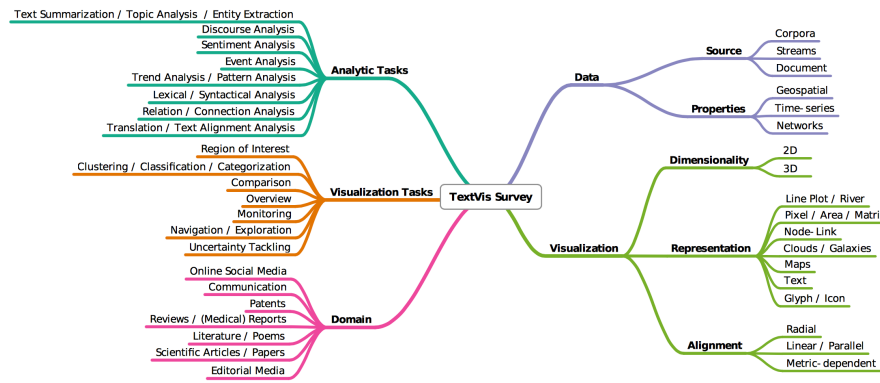 Text Summarization / Topic Analysis / Entity Extraction
Discourse Analysis
Sentiment Analysis
Event Analysis
Trend Analysis / Pattern Analysis
Lexical / Syntactical Analysis
Relation / Connection Analysis
Translation / Text Alignment Analysis
Analytic Tasks
Region of Interest
Clustering / Classification / Categorization
Comparison
Overview
Monitoring
Navigation / Exploration
Uncertainty Tackling
Visualization Tasks
Online Social Media
Communication
Patents
Reviews / (Medical) Reports
Literature / Poems
Scientific Articles / Papers
Editorial Media
Domain
TextVis Survey
Data
Source
Corpora
Streams
Document
Properties
Geospatial
Time-series
Networks
Visualization
Dimensionality
2D
3D
Representation
Line Plot / River
Pixel / Area / Matri
Node-Link
Clouds / Galaxies
Maps
Text
Glyph / Icon
Alignment
Radial
Linear / Parallel
Metric-dependent